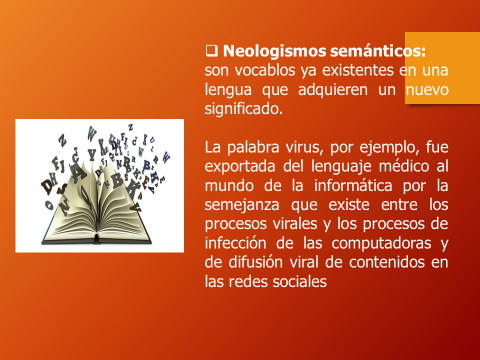 ❑ Neologismos semánticos:
son vocablos ya existentes en una
lengua que adquieren un nuevo
significado.
La palabra virus, por ejemplo, fue
exportada del lenguaje médico al
mundo de la informática por la
semejanza que existe entre los
procesos virales y los procesos de
infección de las computadoras y
de difusión viral de contenidos en
las redes sociales